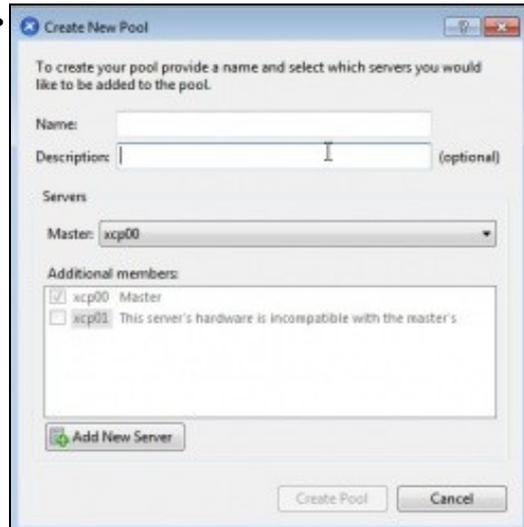 Create New Pool
To create your pool provide a name and select which servers you would
like to be added to the pool.
Name:
Description:
(optional)
Servers
Master: xcp00
Additional members:
xcp00 Master
xcp01 This server's hardware is incompatible with the master's
Add New Server
Create Pool
Cancel